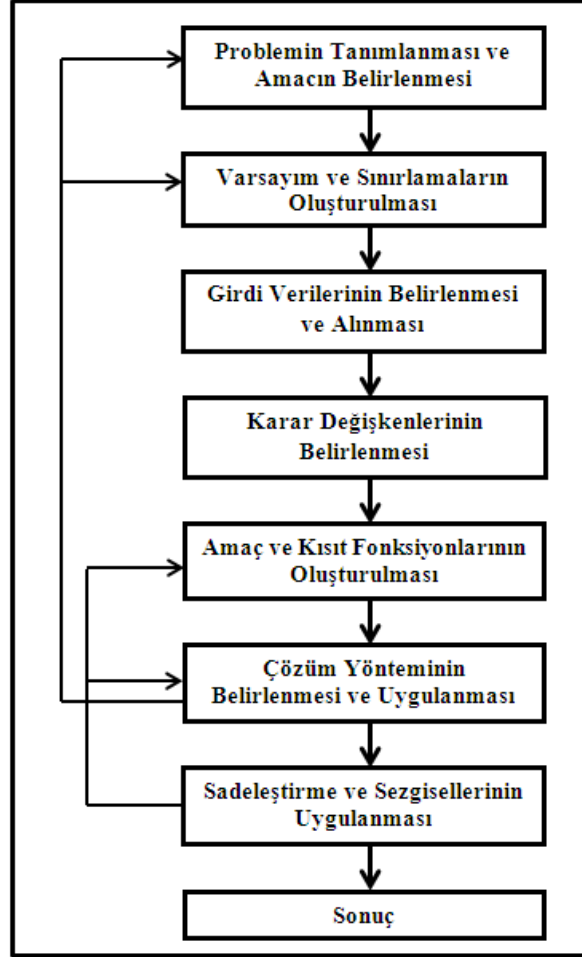 Problemin Tanımlanması ve
Amacın Belirlenmesi
Varsayım ve Sınırlamaların
Oluşturulması
Girdi Verilerinin Belirlenmesi
ve Alınması
Karar Değişkenlerinin
Belirlenmesi
Amaç ve Kısıt Fonksiyonlarının
Oluşturulması
Çözüm Yönteminin
Belirlenmesi ve Uygulanması
Sadeleştirme ve Sezgisellerinin
Uygulanması
Sonuç